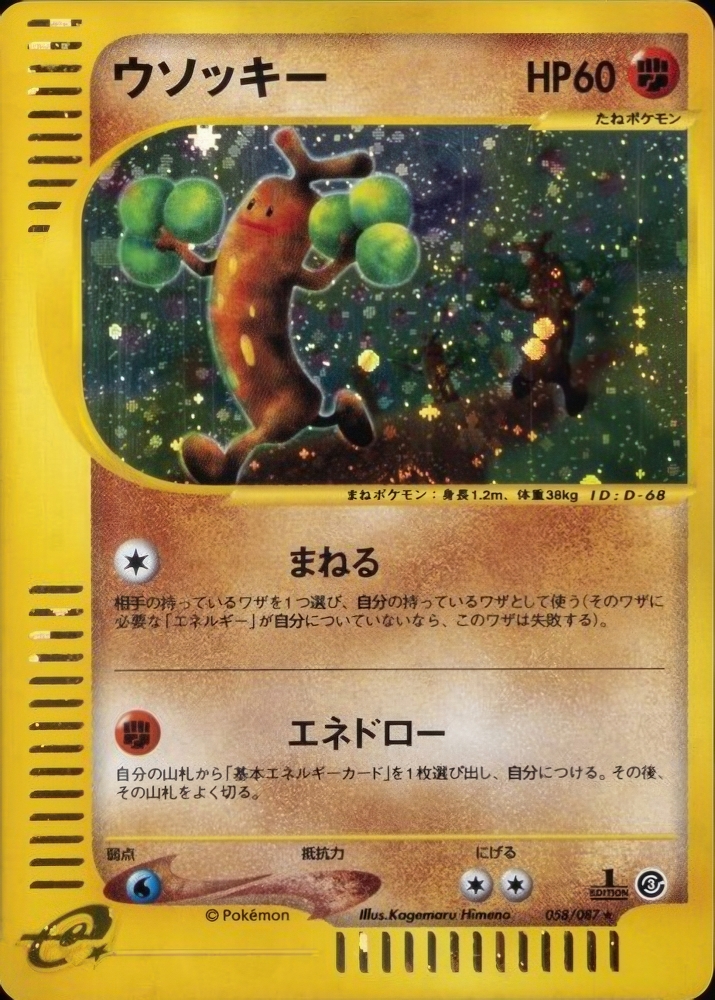 ウソッキー HP60
たねポケモン
まねポケモン：身長1.2m、体重38kg ID:D-68
まねる
相手の持っているワザを1つ選び、自分の持っているワザとして使う(そのワザに
必要な「エネルギー」が自分についていないなら、このワザは失敗する)。
エネドロー
自分の山札から「基本エネルギーカード」を1枚選び出し、自分につける。その後、
その山札をよく切る。
弱点 抵抗力 にげる
1
EDITION
3
© Pokémon Illus.Kagemaru Himeno 058/087★
e